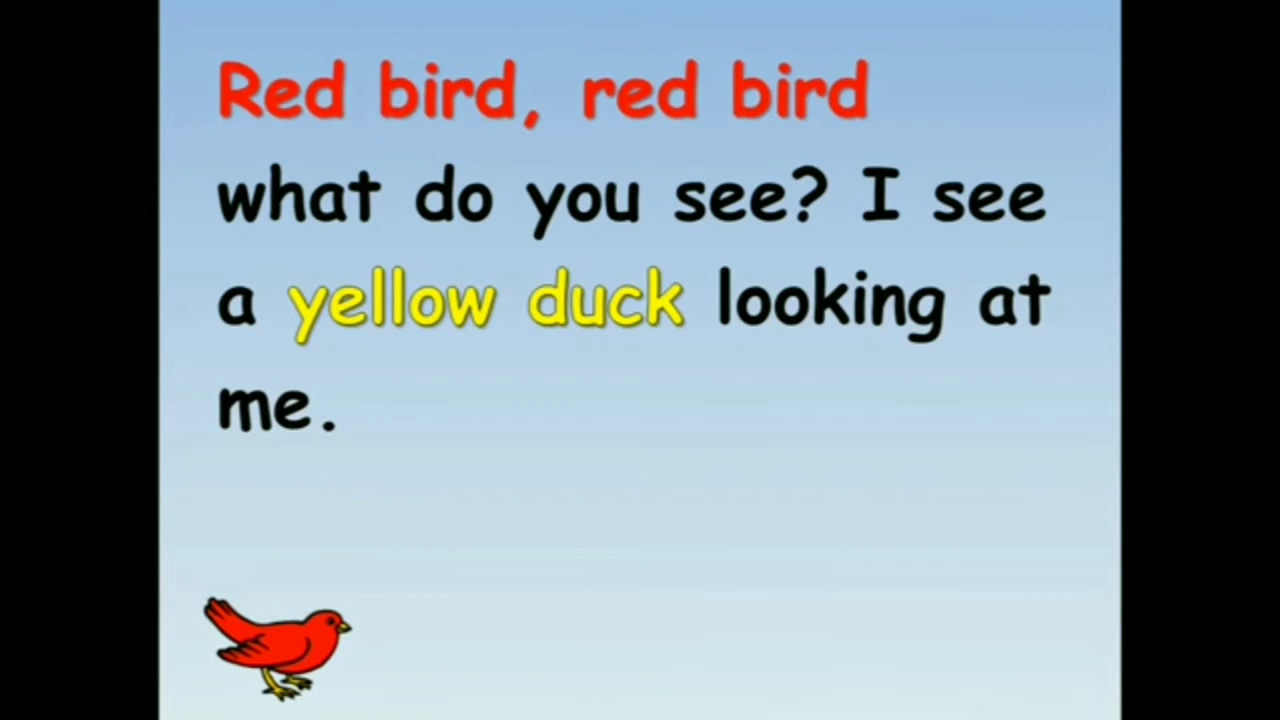 Red bird, red bird
what do you see? I see
a yellow duck looking at
me.